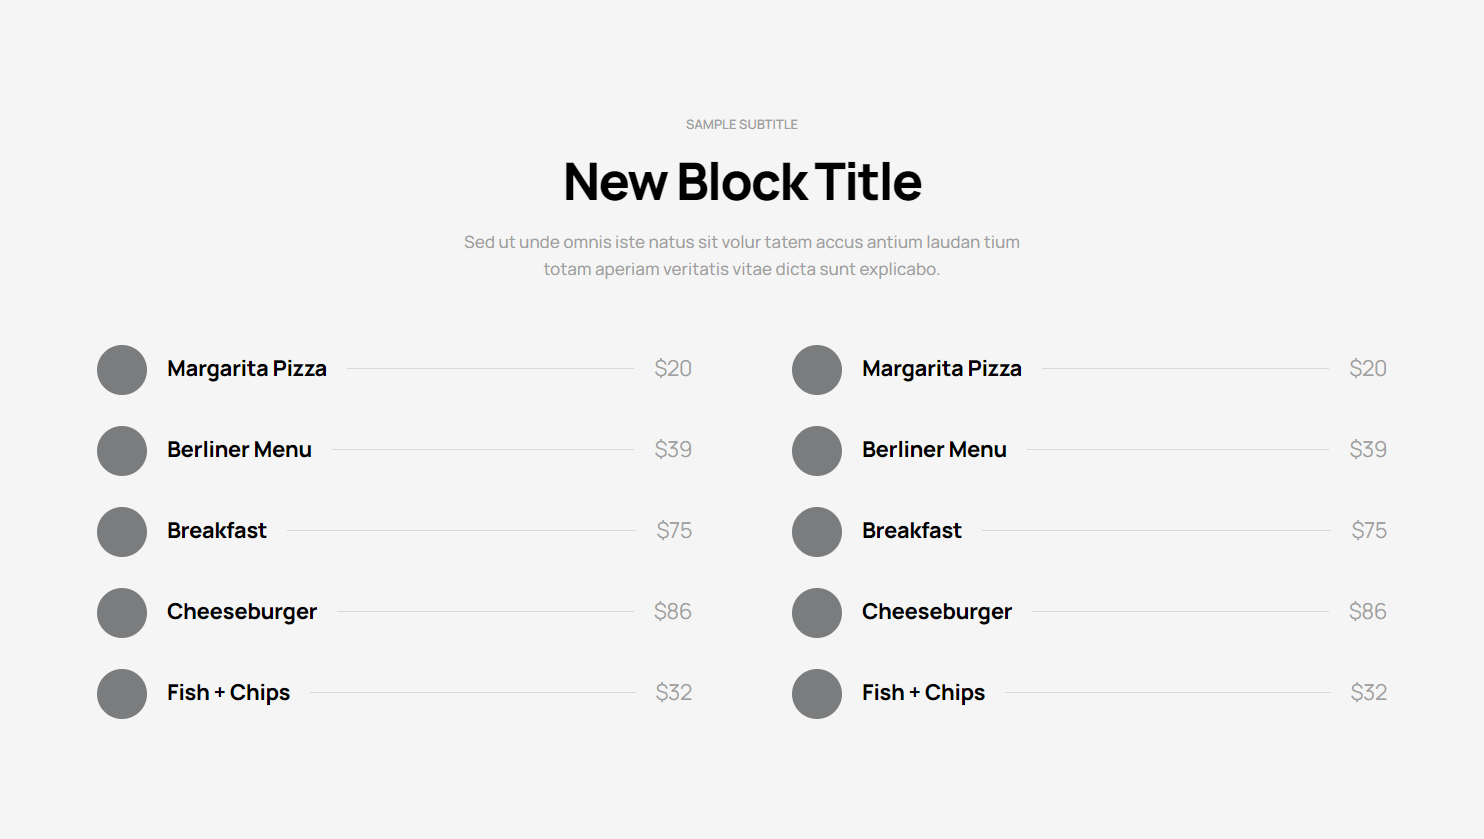 SAMPLE SUBTITLE
New Block Title
Sed ut unde omnis iste natus sit volur tatem accus antium laudan tium
totam aperiam veritatis vitae dicta sunt explicabo.
Margarita Pizza $20
Berliner Menu $39
Breakfast $75
Cheeseburger $86
Fish + Chips $32
Margarita Pizza $20
Berliner Menu $39
Breakfast $75
Cheeseburger $86
Fish + Chips $32